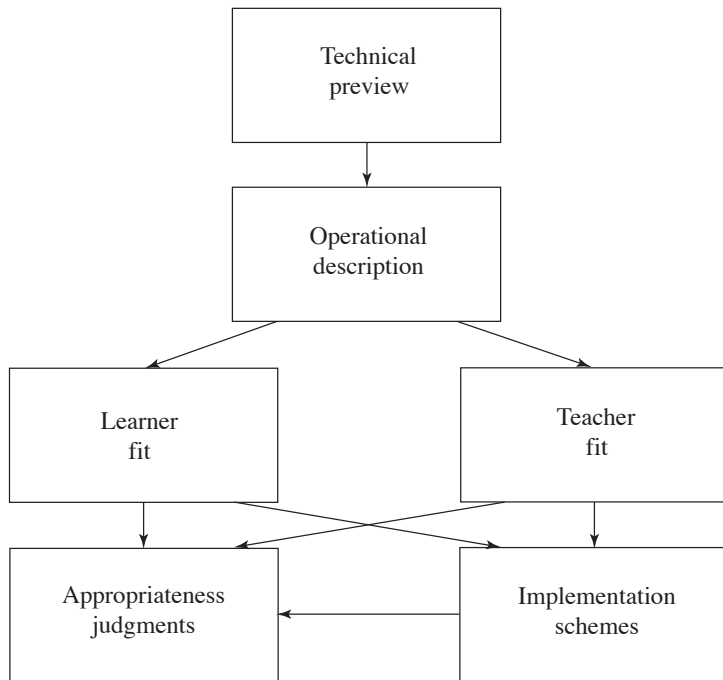 Technical
preview
Operational
description
Learner
fit
Teacher
fit
Appropriateness
judgments
Implementation
schemes